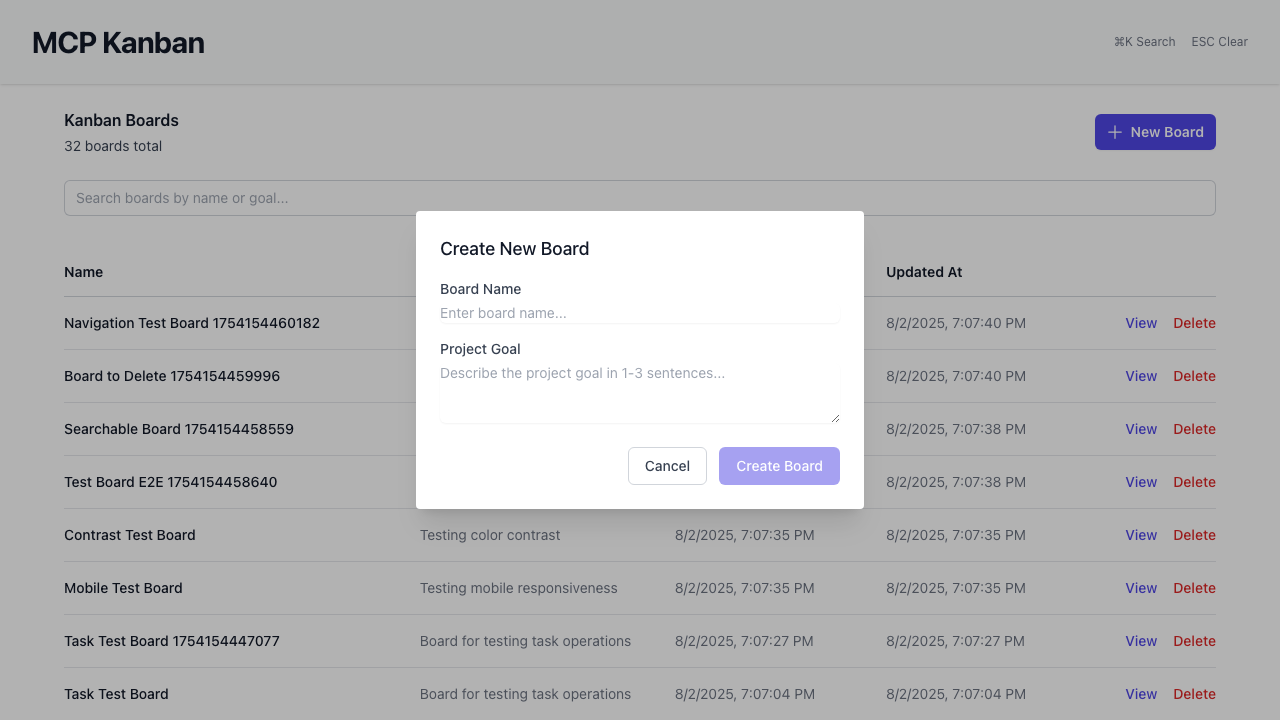 MCP Kanban
⌘K Search ESC Clear
Kanban Boards
32 boards total
New Board
Search boards by name or goal...
Create New Board
Board Name
Enter board name...
Project Goal
Describe the project goal in 1-3 sentences...
Cancel Create Board
Name Updated At
Navigation Test Board 1754154460182 8/2/2025, 7:07:40 PM View Delete
Board to Delete 1754154459996 8/2/2025, 7:07:40 PM View Delete
Searchable Board 1754154458559 8/2/2025, 7:07:38 PM View Delete
Test Board E2E 1754154458640 8/2/2025, 7:07:38 PM View Delete
Contrast Test Board Testing color contrast 8/2/2025, 7:07:35 PM 8/2/2025, 7:07:35 PM View Delete
Mobile Test Board Testing mobile responsiveness 8/2/2025, 7:07:35 PM 8/2/2025, 7:07:35 PM View Delete
Task Test Board 1754154447077 Board for testing task operations 8/2/2025, 7:07:27 PM 8/2/2025, 7:07:27 PM View Delete
Task Test Board Board for testing task operations 8/2/2025, 7:07:04 PM 8/2/2025, 7:07:04 PM View Delete